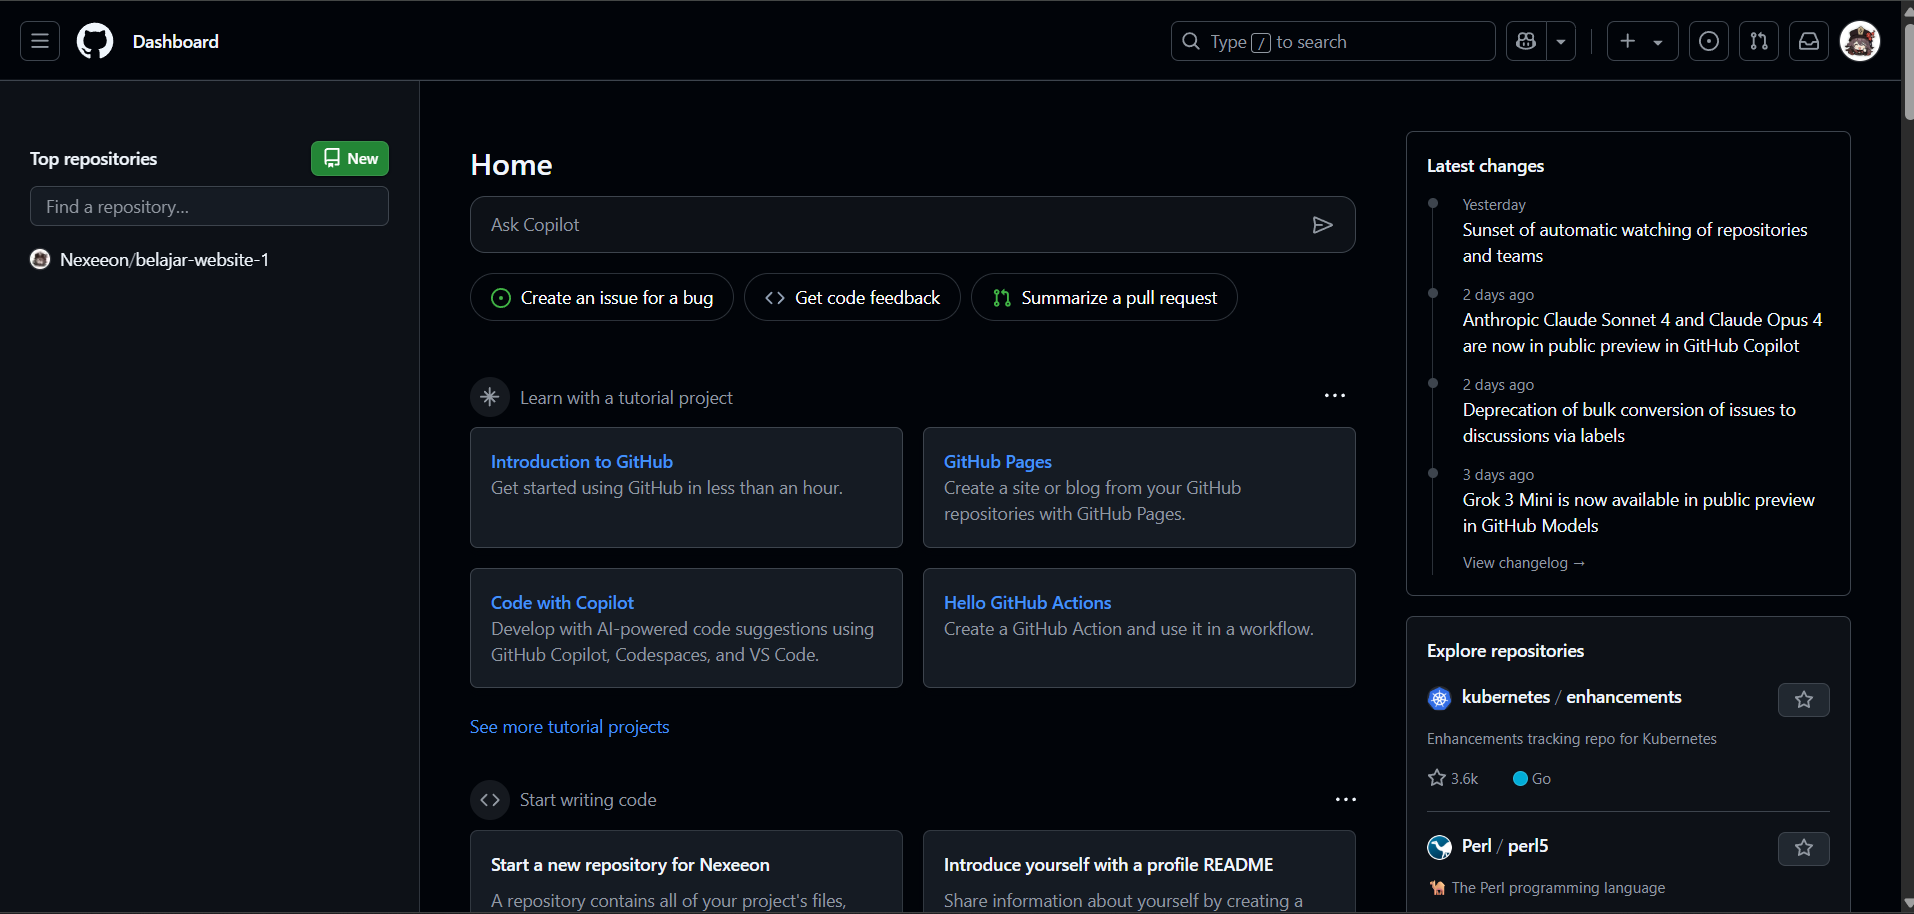 Dashboard
Type / to search
Top repositories
New
Find a repository...
Nexeeon/belajar-website-1
Home
Ask Copilot
Create an issue for a bug
Get code feedback
Summarize a pull request
Learn with a tutorial project
Introduction to GitHub
Get started using GitHub in less than an hour.
GitHub Pages
Create a site or blog from your GitHub
repositories with GitHub Pages.
Code with Copilot
Develop with AI-powered code suggestions using
GitHub Copilot, Codespaces, and VS Code.
Hello GitHub Actions
Create a GitHub Action and use it in a workflow.
See more tutorial projects
Start writing code
Start a new repository for Nexeeon
A repository contains all of your project's files,
Introduce yourself with a profile README
Share information about yourself by creating a
Latest changes
Yesterday
Sunset of automatic watching of repositories
and teams
2 days ago
Anthropic Claude Sonnet 4 and Claude Opus 4
are now in public preview in GitHub Copilot
2 days ago
Deprecation of bulk conversion of issues to
discussions via labels
3 days ago
Grok 3 Mini is now available in public preview
in GitHub Models
View changelog →
Explore repositories
kubernetes / enhancements
Enhancements tracking repo for Kubernetes
3.6k
Go
Perl / perl5
🐪 The Perl programming language